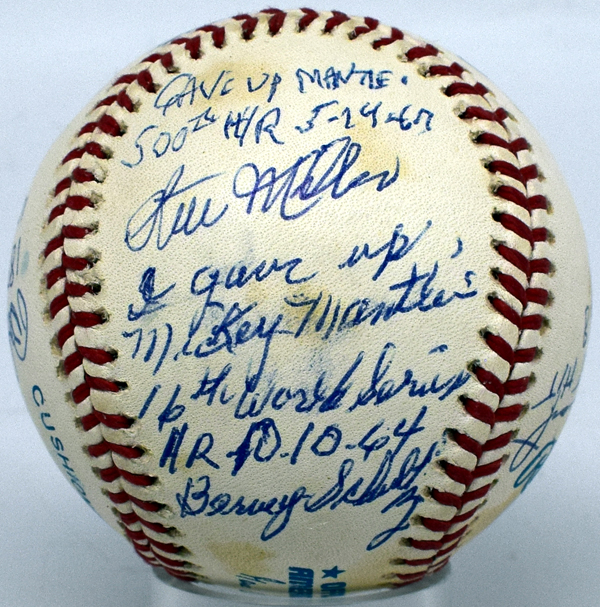 GAVE UP MANTLE.
500TH H/R 5-14-67
Stu Miller
I gave up,
Mickey Mantle's
16th World Series
HR 10-10-64
Barney Schultz
CUSHIO